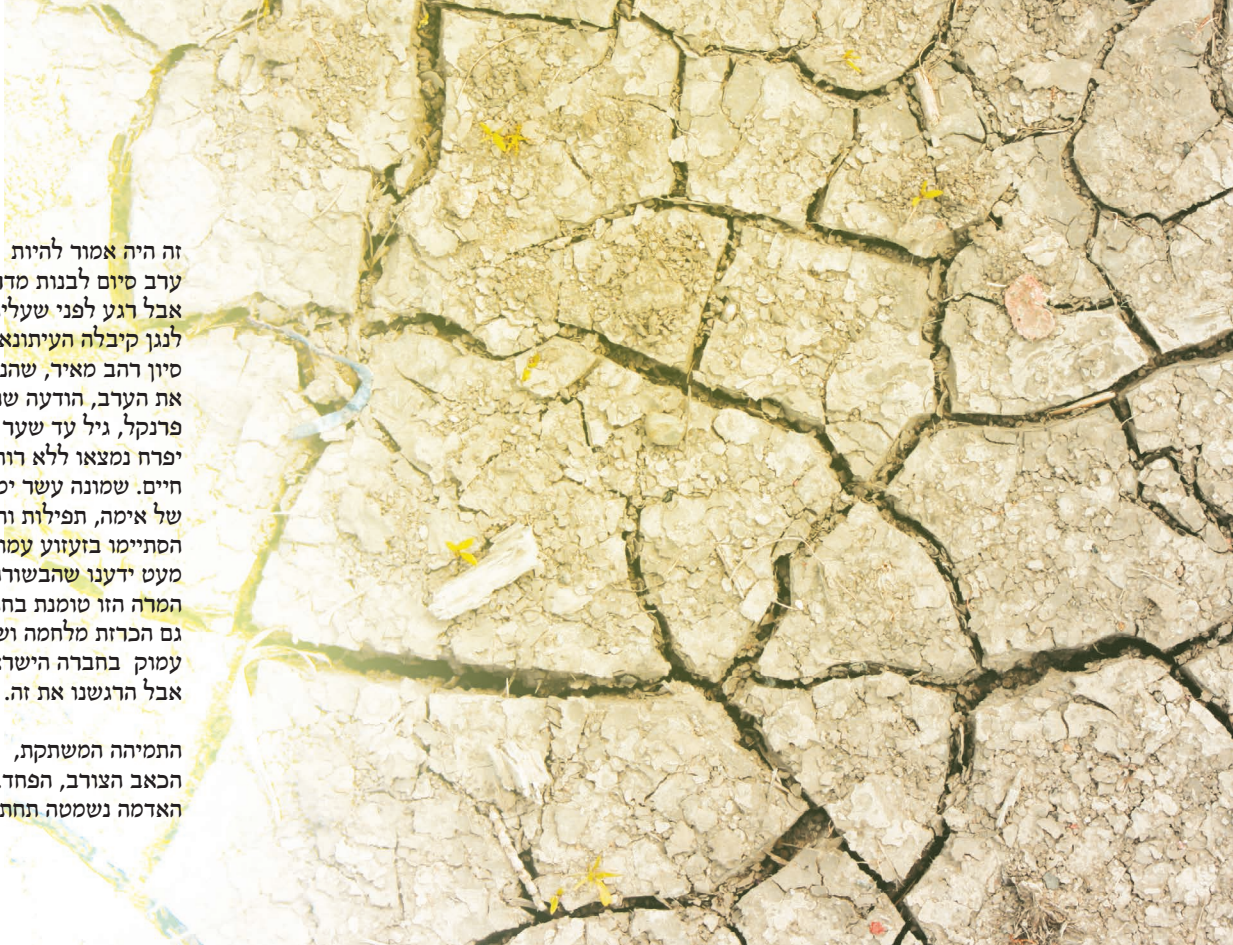 זה היה אמור להיות
ערב סיום לבנות
אבל רגע לפני
לנגן קיבלה
סיון רהב מאיר,
את הערב, הודעה
פרנקל, גיל עד שער
יפרח נמצאו ללא
חיים. שמונה עשר
של אימה, תפילות
הסתיימו בזעזוע
מעט ידענו
המרה הזו טומנת
גם הכרזת מלחמה
עמוק בחברה
אבל הרגשנו את זה.
התמיהה המשתקת,
הכאב הצורב, הפחד
האדמה נשמטה